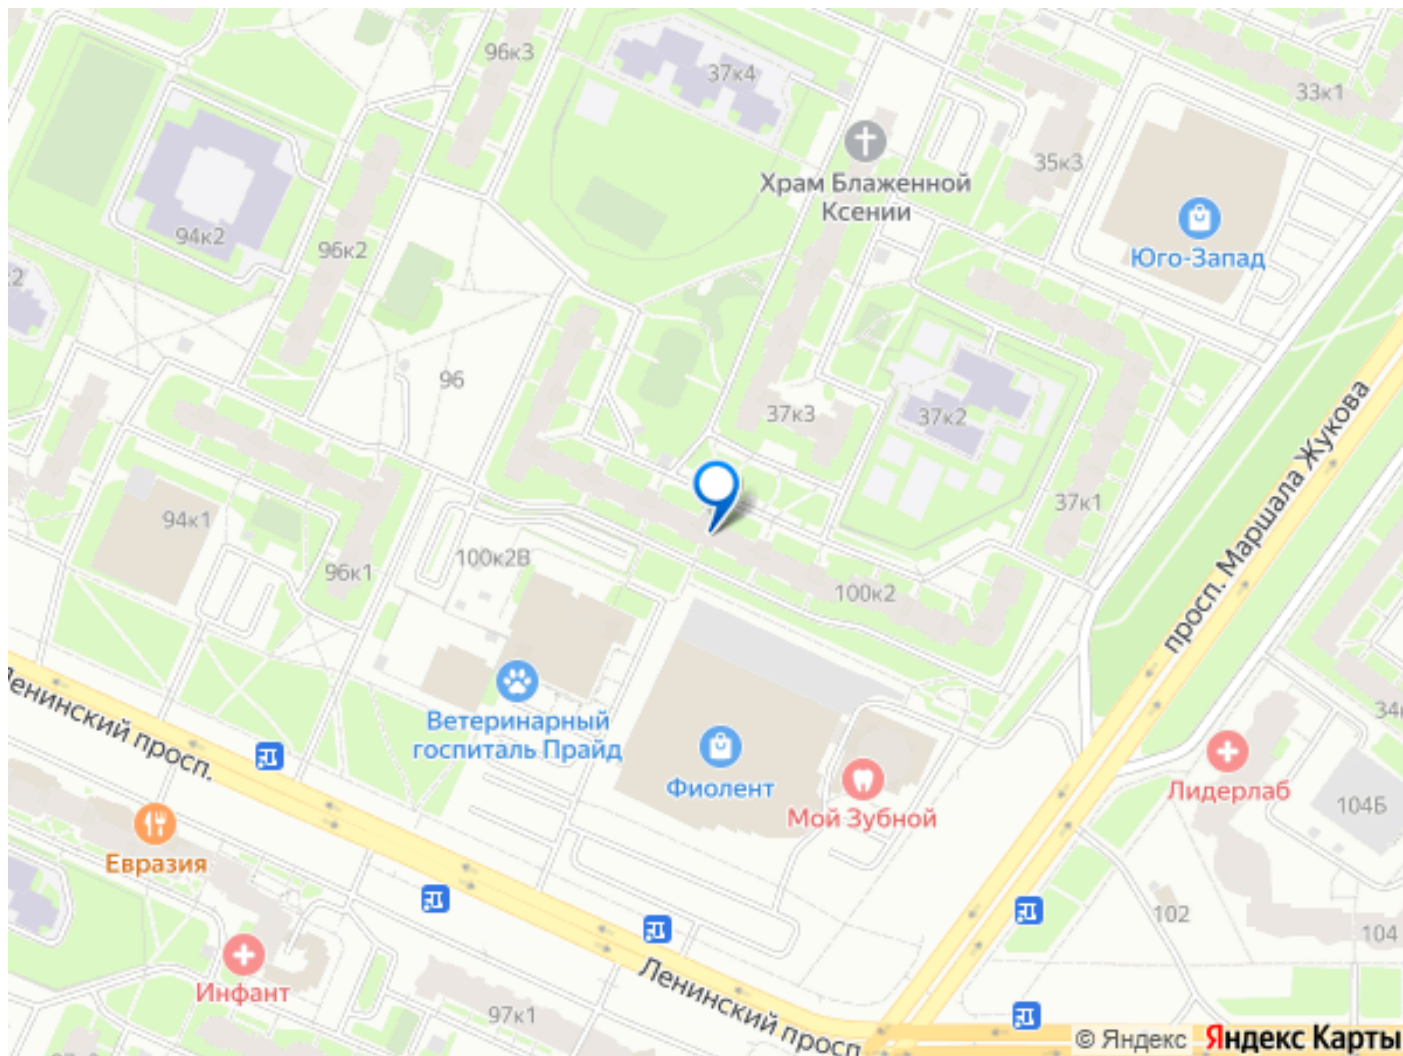 96к3
37к4
33к1
35к3
Храм Блаженной
Ксении
94к2
96к2
Юго-Запад
96
37к3
37к2
просп. Маршала Жукова
94к1
37к1
100к2В
96к1
100к2
Ленинский просп.
Ветеринарный
госпиталь Прайд
Фиолент
Мой Зубной
Лидерлаб
104Б
Евразия
102
104
Инфант
Ленинский просп
97к1
© Яндекс Яндекс Карты